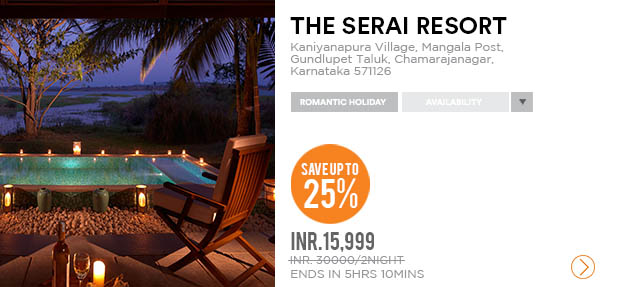 THE SERAI RESORT
Kaniyanapura Village, Mangala Post,
Gundlupet Taluk, Chamarajanagar,
Karnataka 571126
ROMANTIC HOLIDAY
AVAILABILITY
SAVE UP TO
25%
INR.15,999
INR. 30000/2NIGHT
ENDS IN 5HRS 10MINS